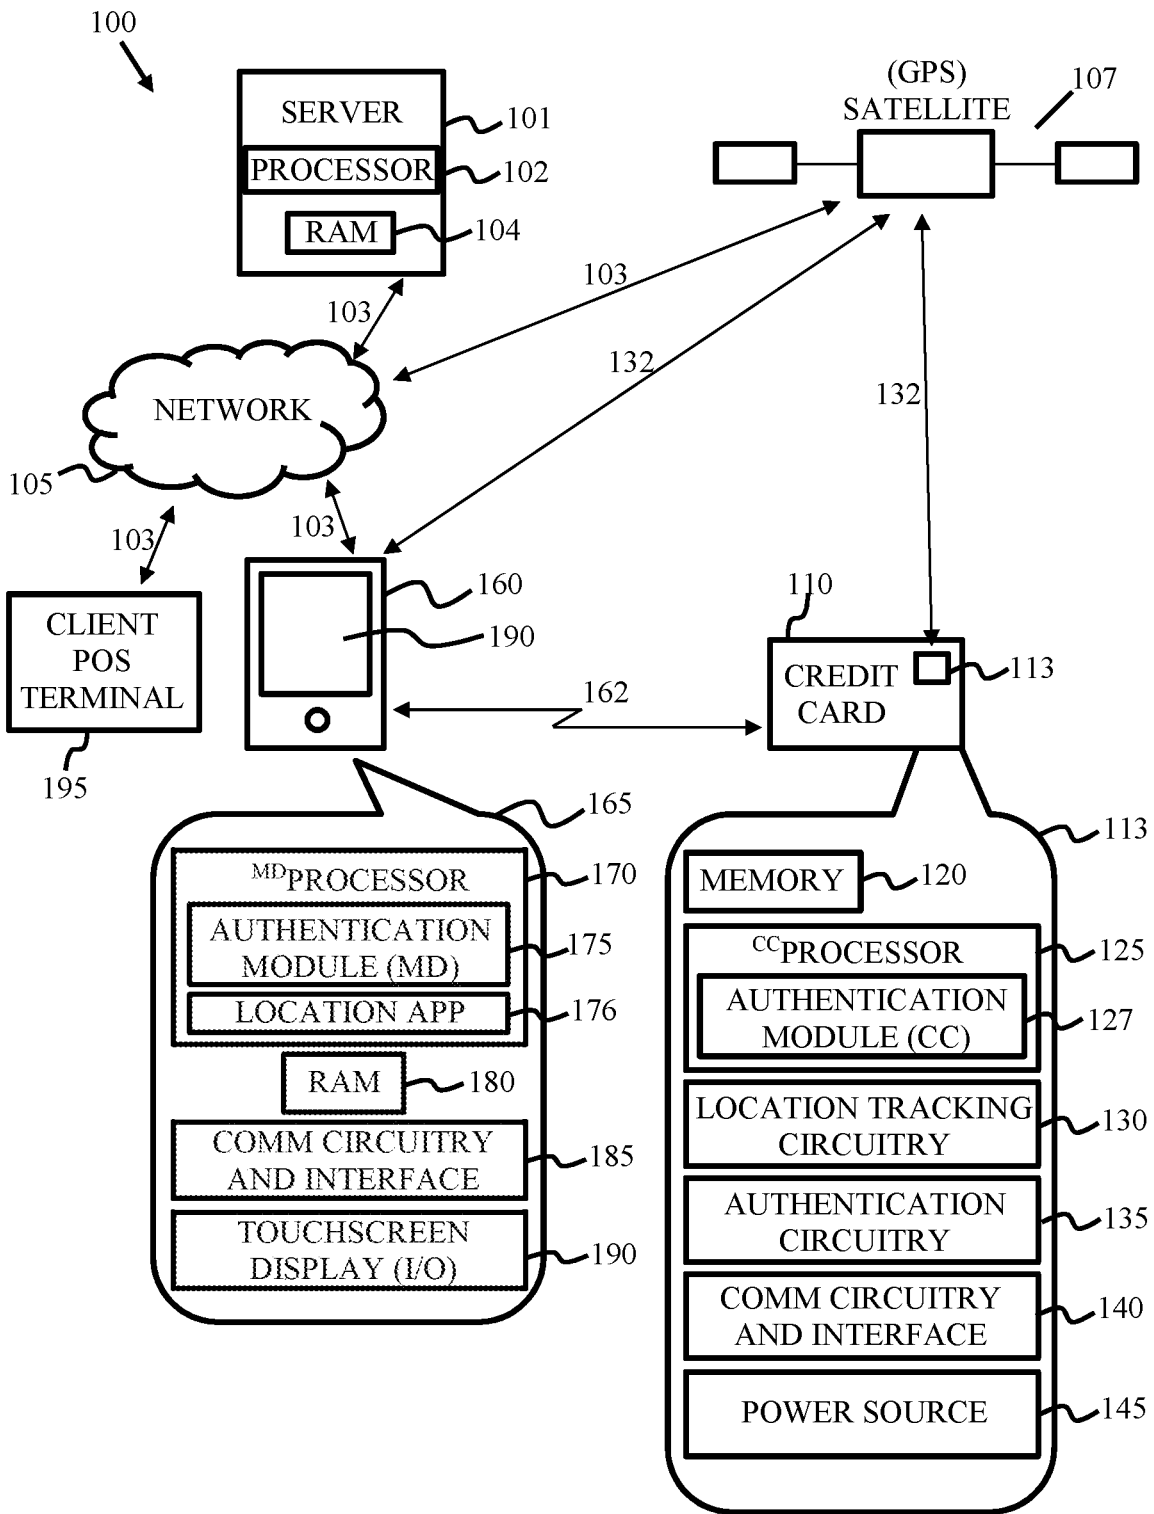 100
SERVER
101
PROCESSOR
102
RAM
104
(GPS)
SATELLITE
107
103
103
132
132
NETWORK
105
103
103
CLIENT
POS
TERMINAL
195
160
190
162
110
CREDIT
CARD
113
165
MDPROCESSOR
170
AUTHENTICATION
MODULE (MD)
175
LOCATION APP
176
RAM
180
COMM CIRCUITRY
AND INTERFACE
185
TOUCHSCREEN
DISPLAY (I/O)
190
113
MEMORY
120
CCPROCESSOR
125
AUTHENTICATION
MODULE (CC)
127
LOCATION TRACKING
CIRCUITRY
130
AUTHENTICATION
CIRCUITRY
135
COMM CIRCUITRY
AND INTERFACE
140
POWER SOURCE
145